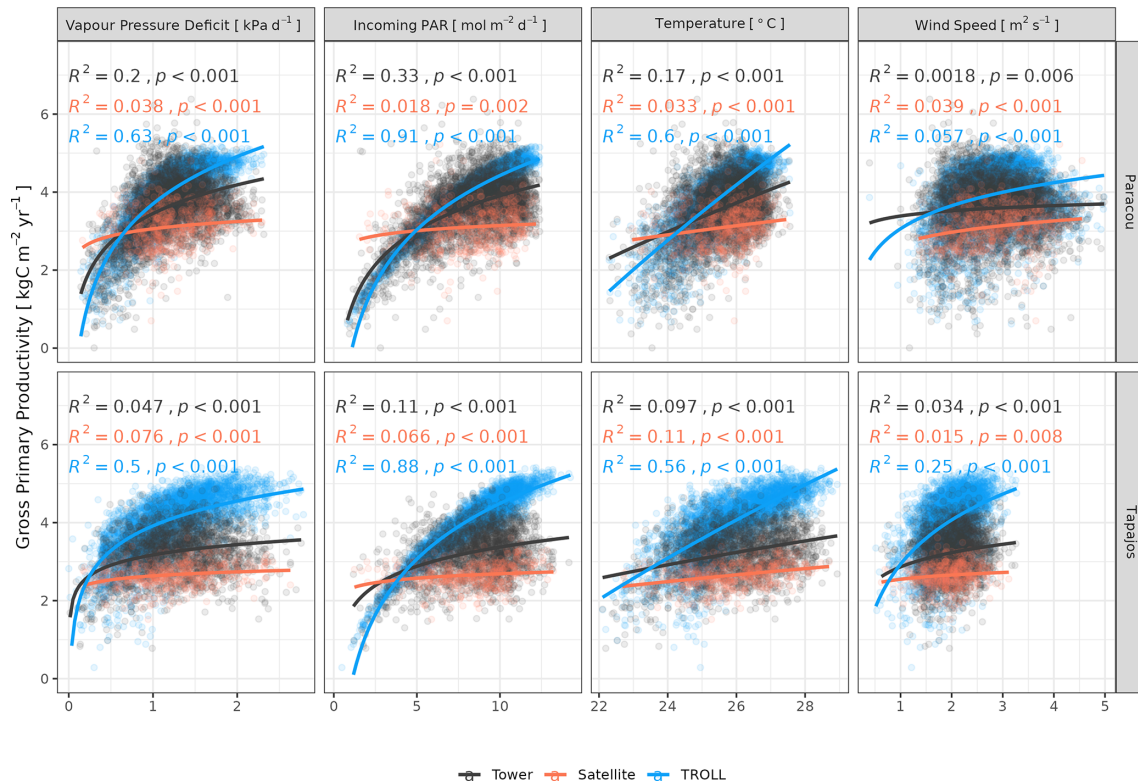 Vapour Pressure Deficit [ kPa d⁻¹ ]
Incoming PAR [ mol m⁻² d⁻¹ ]
Temperature [ ° C ]
Wind Speed [ m² s⁻¹ ]
Gross Primary Productivity [ kgC m⁻² yr⁻¹ ]
R² = 0.2 , p < 0.001
R² = 0.038 , p < 0.001
R² = 0.63 , p < 0.001
R² = 0.33 , p < 0.001
R² = 0.018 , p = 0.002
R² = 0.91 , p < 0.001
R² = 0.17 , p < 0.001
R² = 0.033 , p < 0.001
R² = 0.6 , p < 0.001
R² = 0.0018 , p = 0.006
R² = 0.039 , p < 0.001
R² = 0.057 , p < 0.001
Paracou
6
4
2
0
R² = 0.047 , p < 0.001
R² = 0.076 , p < 0.001
R² = 0.5 , p < 0.001
R² = 0.11 , p < 0.001
R² = 0.066 , p < 0.001
R² = 0.88 , p < 0.001
R² = 0.097 , p < 0.001
R² = 0.11 , p < 0.001
R² = 0.56 , p < 0.001
R² = 0.034 , p < 0.001
R² = 0.015 , p = 0.008
R² = 0.25 , p < 0.001
Tapajos
6
4
2
0
0 1 2
0 5 10
22 24 26 28
1 2 3 4 5
a Tower a Satellite a TROLL